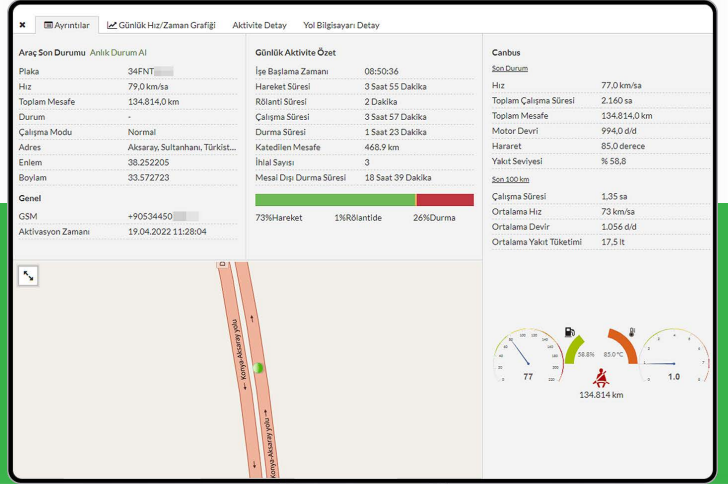 Ayrıntılar
Günlük Hız/Zaman Grafiği
Aktivite Detay
Yol Bilgisayarı Detay
Araç Son Durumu Anlık Durum Al
Plaka 34FNT
Hız 79,0 km/sa
Toplam Mesafe 134.814,0 km
Durum -
Çalışma Modu Normal
Adres Aksaray, Sultanhanı, Türkist...
Enlem 38.252205
Boylam 33.572723
Genel
GSM +90534450
Aktivasyon Zamanı 19.04.2022 11:28:04
Günlük Aktivite Özet
İşe Başlama Zamanı 08:50:36
Hareket Süresi 3 Saat 55 Dakika
Rölanti Süresi 2 Dakika
Çalışma Süresi 3 Saat 57 Dakika
Durma Süresi 1 Saat 23 Dakika
Katedilen Mesafe 468.9 km
İhlal Sayısı 3
Mesai Dışı Durma Süresi 18 Saat 39 Dakika
73%Hareket 1%Rölantide 26%Durma
Canbus
Son Durum
Hız 77,0 km/sa
Toplam Çalışma Süresi 2.160 sa
Toplam Mesafe 134.814,0 km
Motor Devri 994,0 d/d
Hararet 85,0 derece
Yakıt Seviyesi % 58,8
Son 100 km
Çalışma Süresi 1,35 sa
Ortalama Hız 73 km/sa
Ortalama Devir 1.056 d/d
Ortalama Yakıt Tüketimi 17,5 lt
Konya-Aksaray yolu
Konya-Aksaray yolu
77
58.8%
85.0 °C
1.0
134.814 km